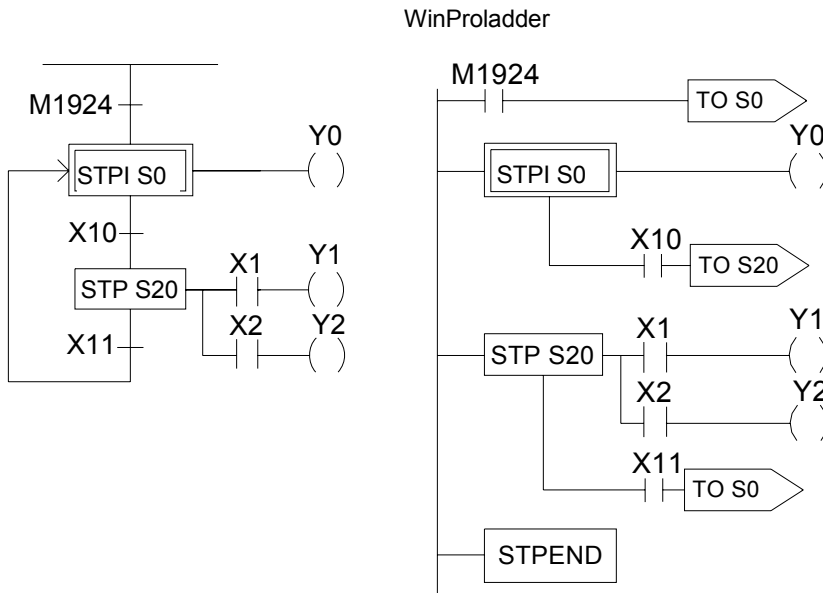 WinProladder
M1924
STPI S0
Y0
X10
STP S20
X1
Y1
X2
Y2
X11
M1924
TO S0
STPI S0
Y0
X10
TO S20
STP S20
X1
Y1
X2
Y2
X11
TO S0
STPEND